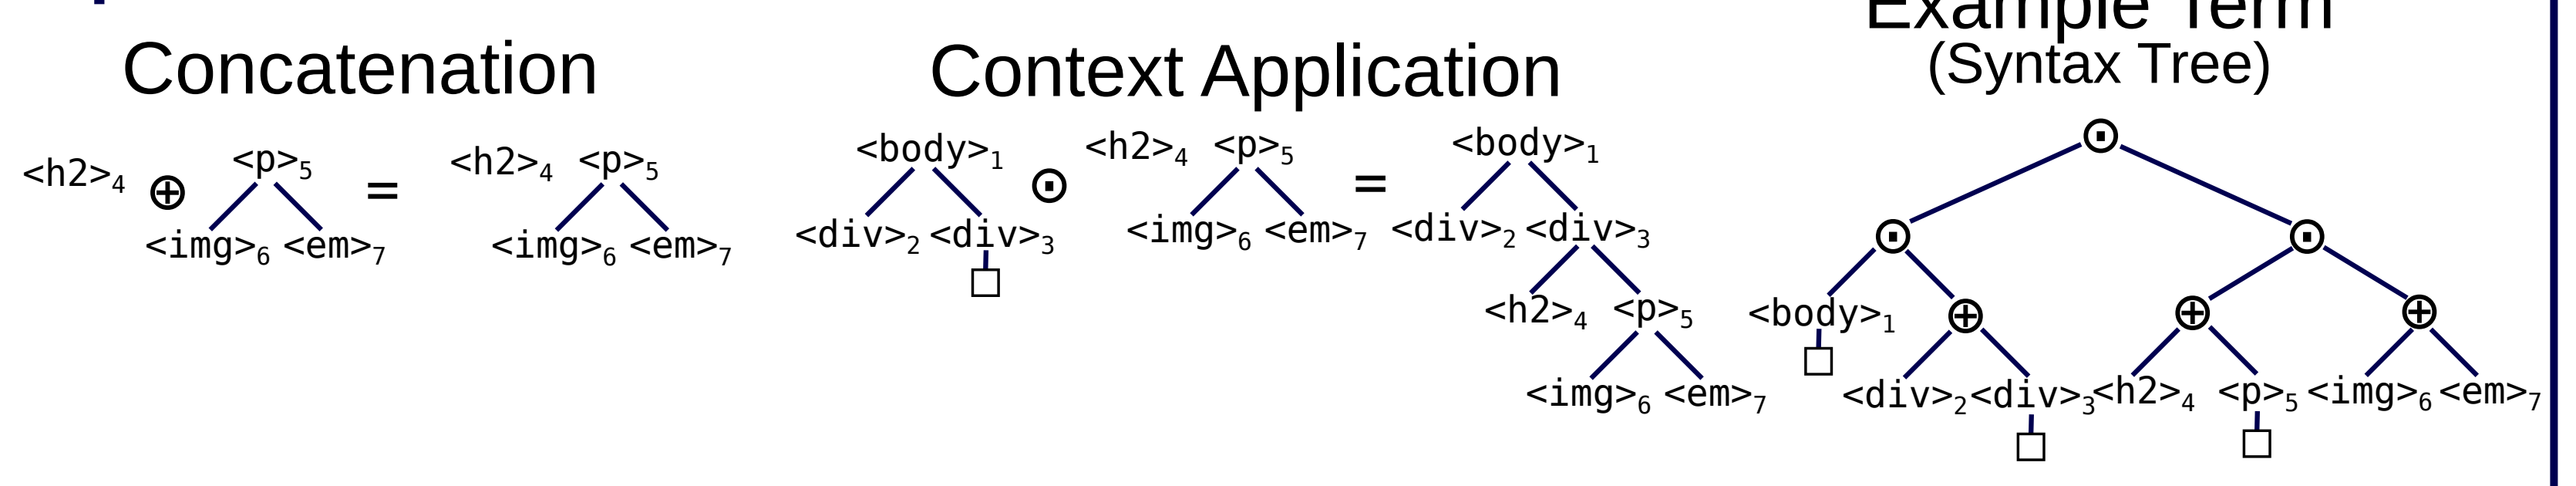 Example Term
(Syntax Tree)
Concatenation
Context Application
<h2>4 ⊕ <p>5 = <h2>4 <p>5
<img>6 <em>7 <img>6 <em>7
<body>1 ⊙ <h2>4 <p>5 = <body>1
<div>2 <div>3 <img>6 <em>7 <div>2 <div>3
□ <h2>4 <p>5
<img>6 <em>7
⊙
⊙ ⊙
<body>1 ⊕ ⊕ ⊕
□
<div>2 <div>3 <h2>4 <p>5 <img>6 <em>7
□ □